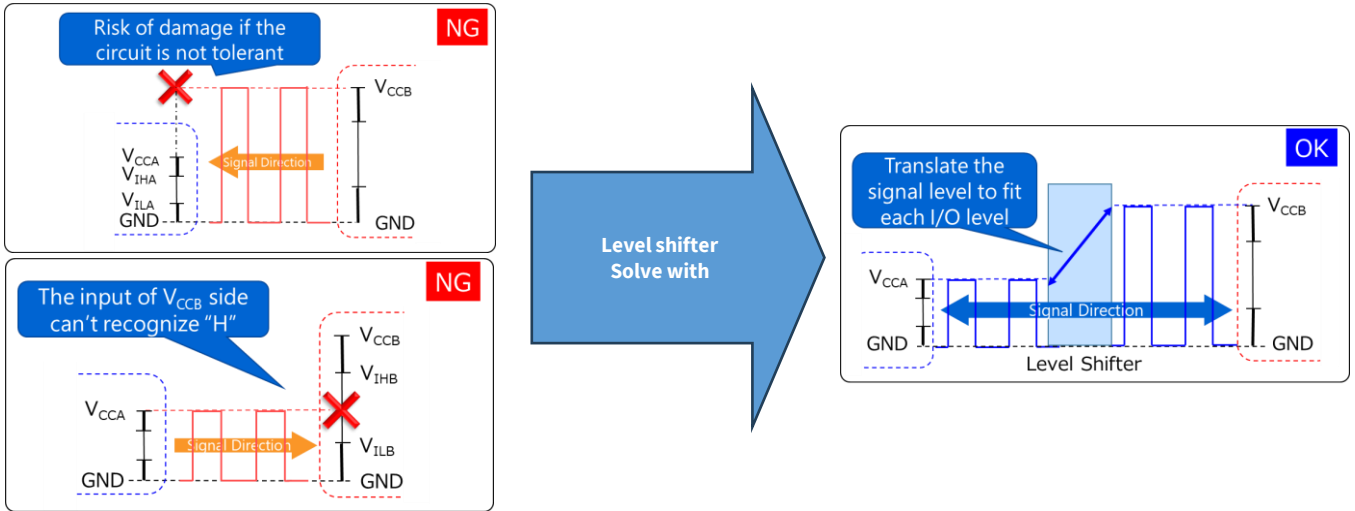 Risk of damage if the
circuit is not tolerant
NG
VCCB
VCCA
VIHA
VILA
GND
Signal Direction
GND
The input of VCCB side
can't recognize “H”
NG
VCCB
VIHB
VCCA
Signal Direction
VILB
GND
GND
Level shifter
Solve with
OK
Translate the
signal level to fit
each I/O level
VCCB
VCCA
Signal Direction
GND
GND
Level Shifter